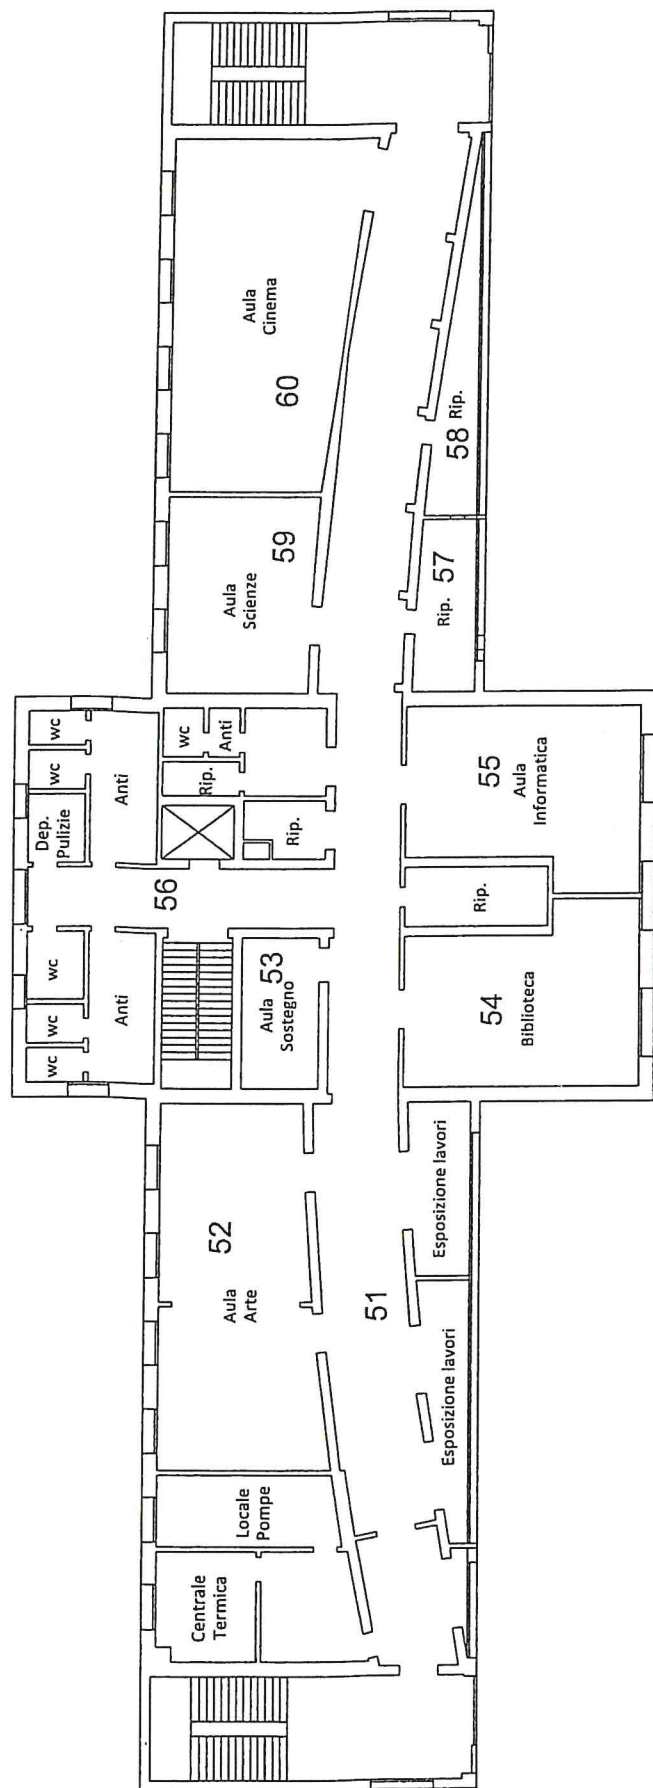 wc
wc
wc
Dep.
Pulizie
wc
wc
Anti
Anti
56
Centrale
Termica
Locale
Pompe
Aula
Arte
52
Aula
Sostegno
53
Rip.
Rip.
wc
Anti
Aula
Scienze
59
Aula
Cinema
60
51
Esposizione lavori
Esposizione lavori
54
Biblioteca
Rip.
55
Aula
Informatica
Rip.
57
58
Rip.